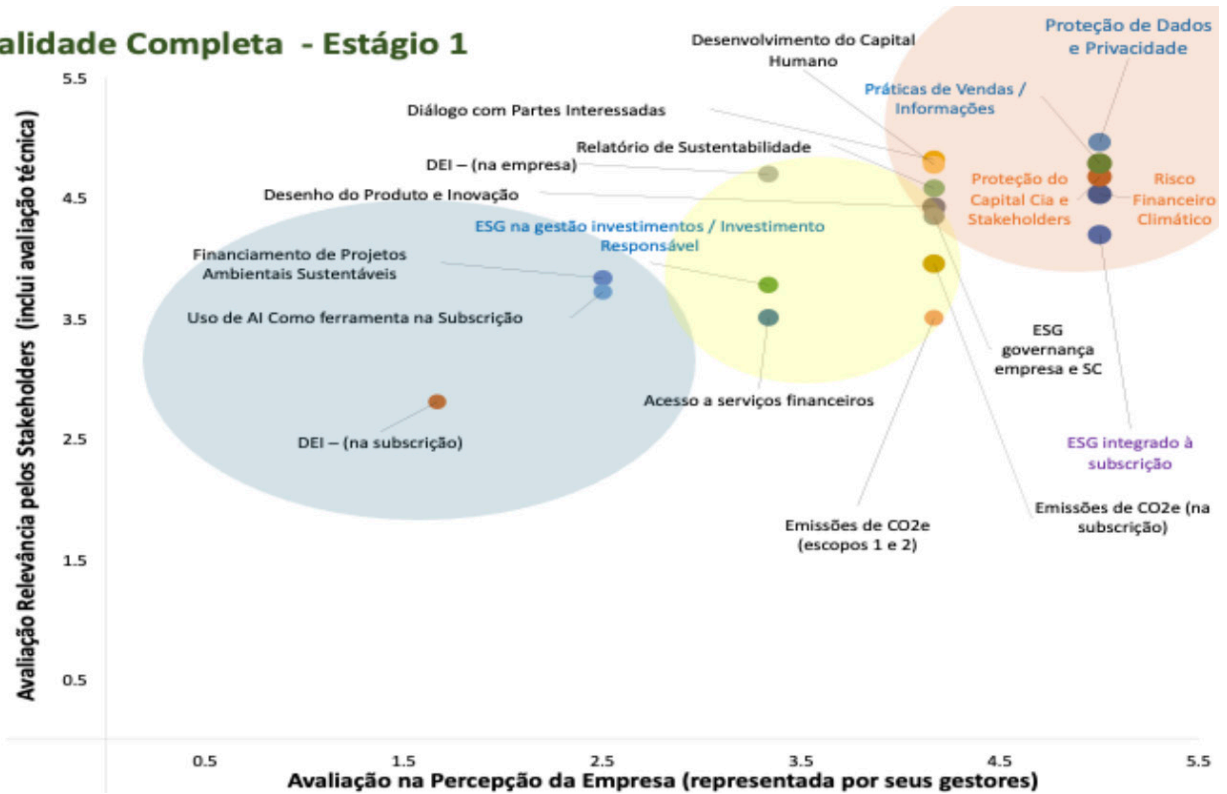 alidade Completa - Estágio 1
Proteção de Dados
e Privacidade
Desenvolvimento do Capital
Humano
5.5
Práticas de Vendas /
Informações
Diálogo com Partes Interessadas
Relatório de Sustentabilidade
DEI – (na empresa)
Desenho do Produto e Inovação
4.5
Proteção do
Capital Cia e
Stakeholders
Risco
Financeiro
Climático
ESG na gestão investimentos / Investimento
Responsável
Financiamento de Projetos
Ambientais Sustentáveis
Uso de AI Como ferramenta na Subscrição
3.5
ESG
governança
empresa e SC
Acesso a serviços financeiros
2.5
DEI – (na subscrição)
ESG integrado à
subscrição
Emissões de CO2e (na
subscrição)
Emissões de CO2e
(escopos 1 e 2)
1.5
0.5
Avaliação Relevância pelos Stakeholders (inclui avaliação técnica)
0.5 1.5 2.5 3.5 4.5 5.5
Avaliação na Percepção da Empresa (representada por seus gestores)